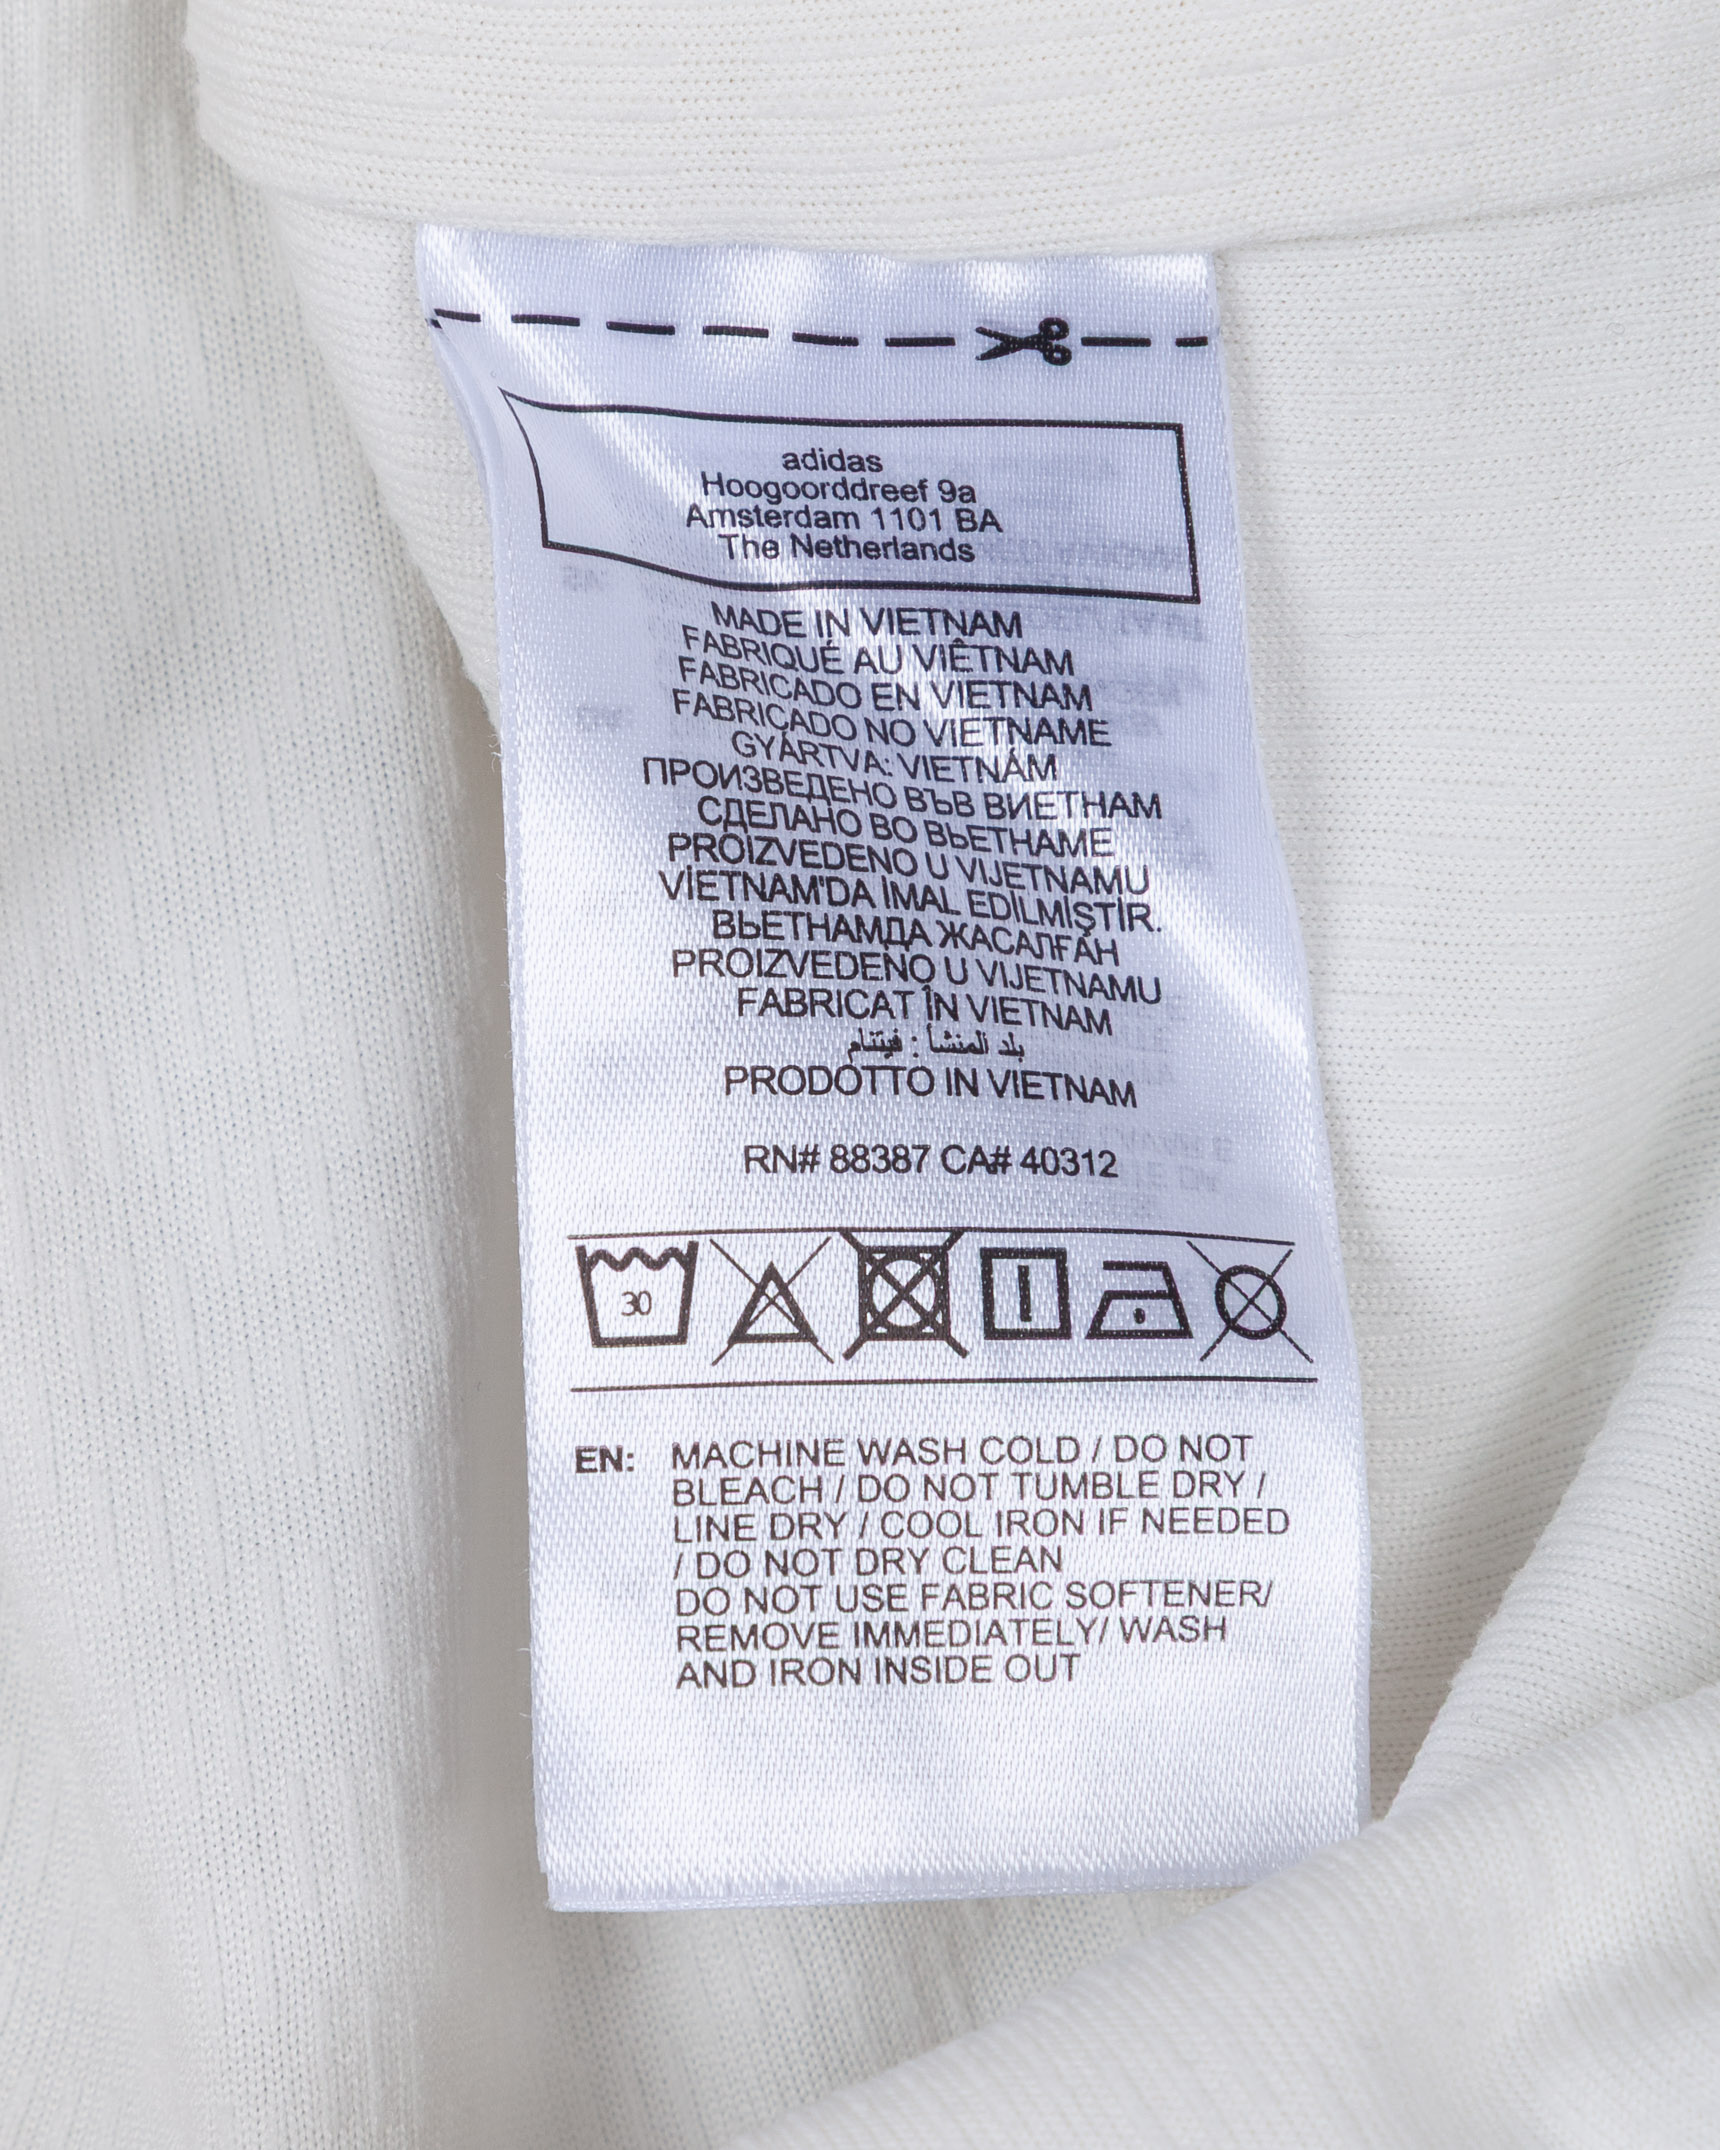 adidas
Hoogoorddreef 9a
Amsterdam 1101 BA
The Netherlands
MADE IN VIETNAM
FABRIQUÉ AU VIÊTNAM
FABRICADO EN VIETNAM
FABRICADO NO VIETNAME
GYÁRTVA: VIETNÁM
ПРОИЗВЕДЕНО ВЪВ ВИЕТНАМ
СДЕЛАНО ВО ВЬЕТНАМЕ
PROIZVEDENO U VIJETNAMU
VİETNAM'DA İMAL EDİLMİŞTİR.
ВЬЕТНАМДА ЖАСАЛҒАН
PROIZVEDENO U VIJETNAMU
FABRICAT ÎN VIETNAM
بلد المنشأ : فيتنام
PRODOTTO IN VIETNAM
RN# 88387 CA# 40312
30
EN: MACHINE WASH COLD / DO NOT
BLEACH / DO NOT TUMBLE DRY /
LINE DRY / COOL IRON IF NEEDED
/ DO NOT DRY CLEAN
DO NOT USE FABRIC SOFTENER/
REMOVE IMMEDIATELY/ WASH
AND IRON INSIDE OUT